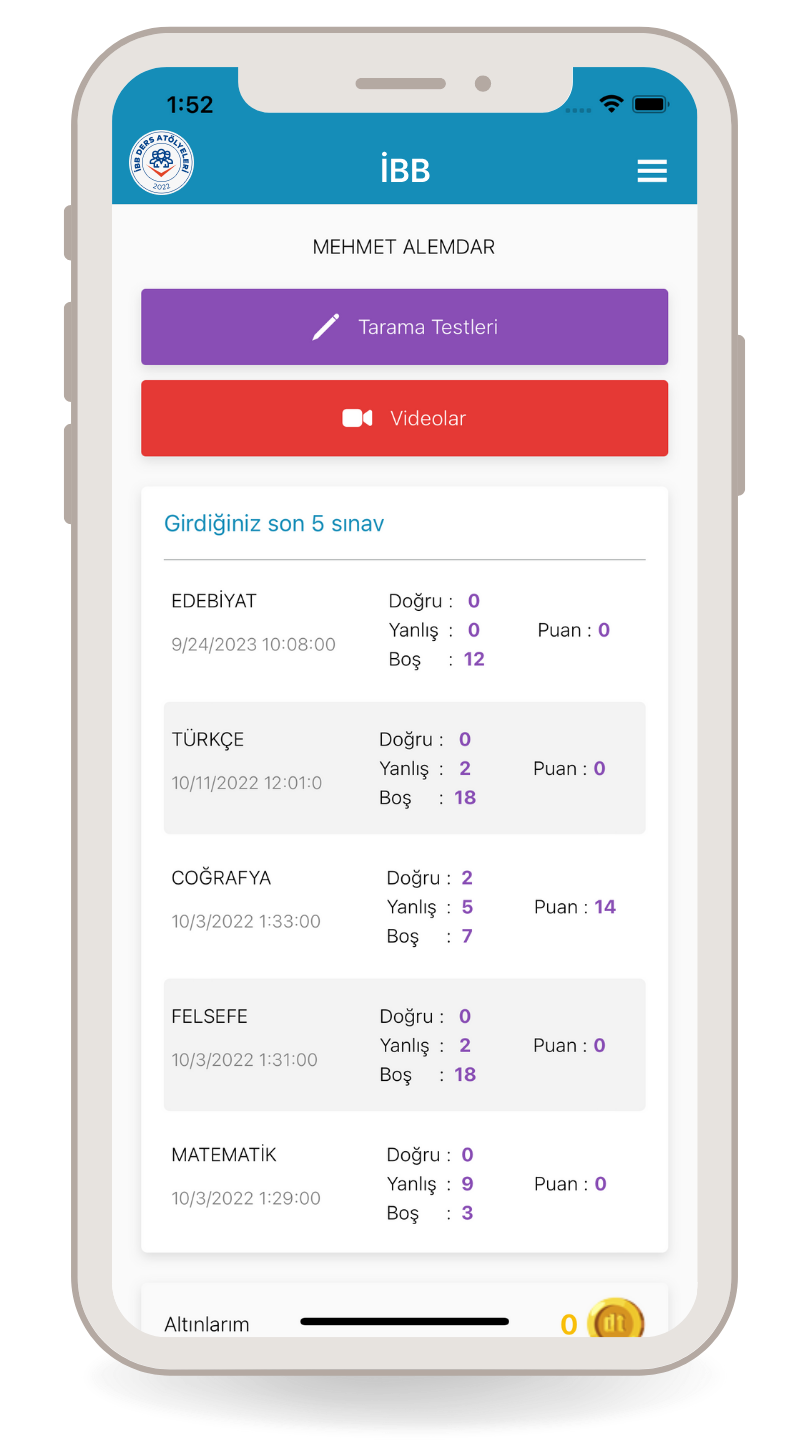 1:52
İBB DERS ATÖLYELERİ
2022
İBB
MEHMET ALEMDAR
Tarama Testleri
Videolar
Girdiğiniz son 5 sınav
EDEBİYAT
9/24/2023 10:08:00
Doğru : 0
Yanlış : 0
Boş : 12
Puan : 0
TÜRKÇE
10/11/2022 12:01:0
Doğru : 0
Yanlış : 2
Boş : 18
Puan : 0
COĞRAFYA
10/3/2022 1:33:00
Doğru : 2
Yanlış : 5
Boş : 7
Puan : 14
FELSEFE
10/3/2022 1:31:00
Doğru : 0
Yanlış : 2
Boş : 18
Puan : 0
MATEMATİK
10/3/2022 1:29:00
Doğru : 0
Yanlış : 9
Boş : 3
Puan : 0
Altınlarım
0
dt